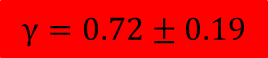 γ = 0.72 ± 0.19